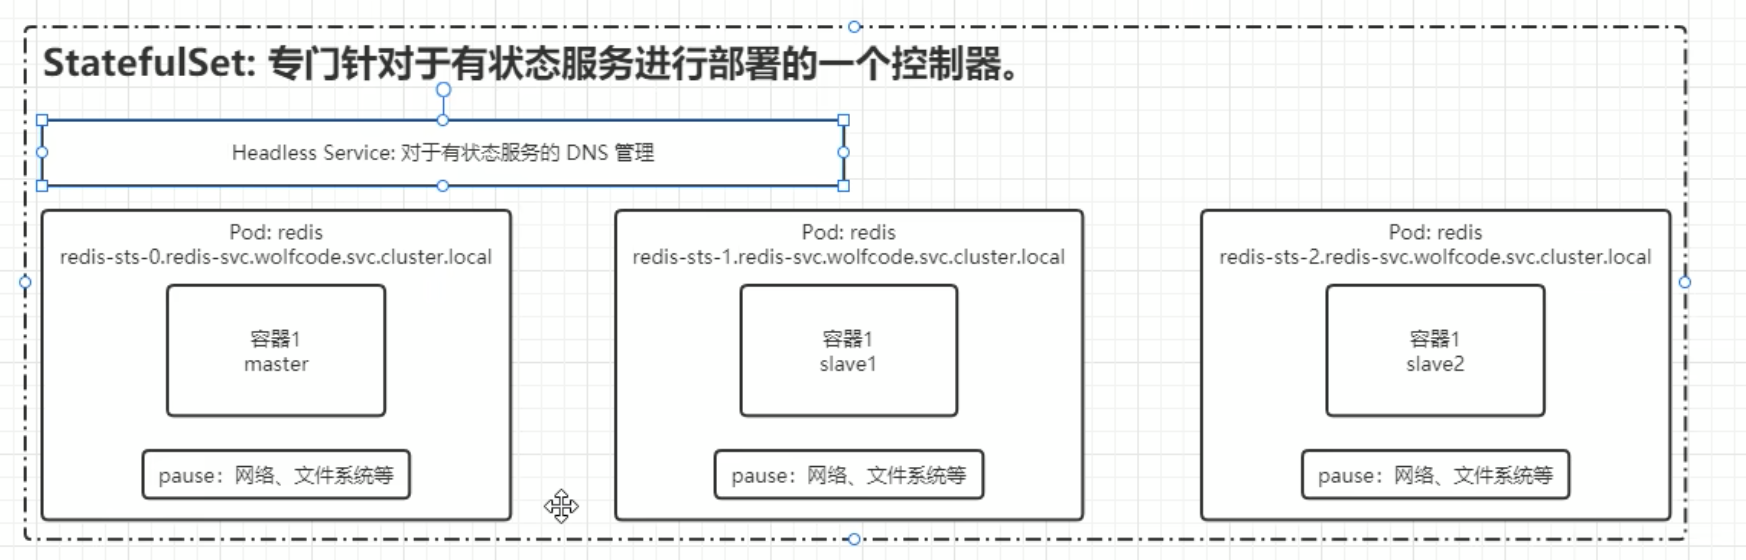 StatefulSet: 专门针对于有状态服务进行部署的一个控制器。
Headless Service: 对于有状态服务的 DNS 管理
Pod: redis
redis-sts-0.redis-svc.wolfcode.svc.cluster.local
容器1
master
pause：网络、文件系统等
Pod: redis
redis-sts-1.redis-svc.wolfcode.svc.cluster.local
容器1
slave1
pause：网络、文件系统等
Pod: redis
redis-sts-2.redis-svc.wolfcode.svc.cluster.local
容器1
slave2
pause：网络、文件系统等